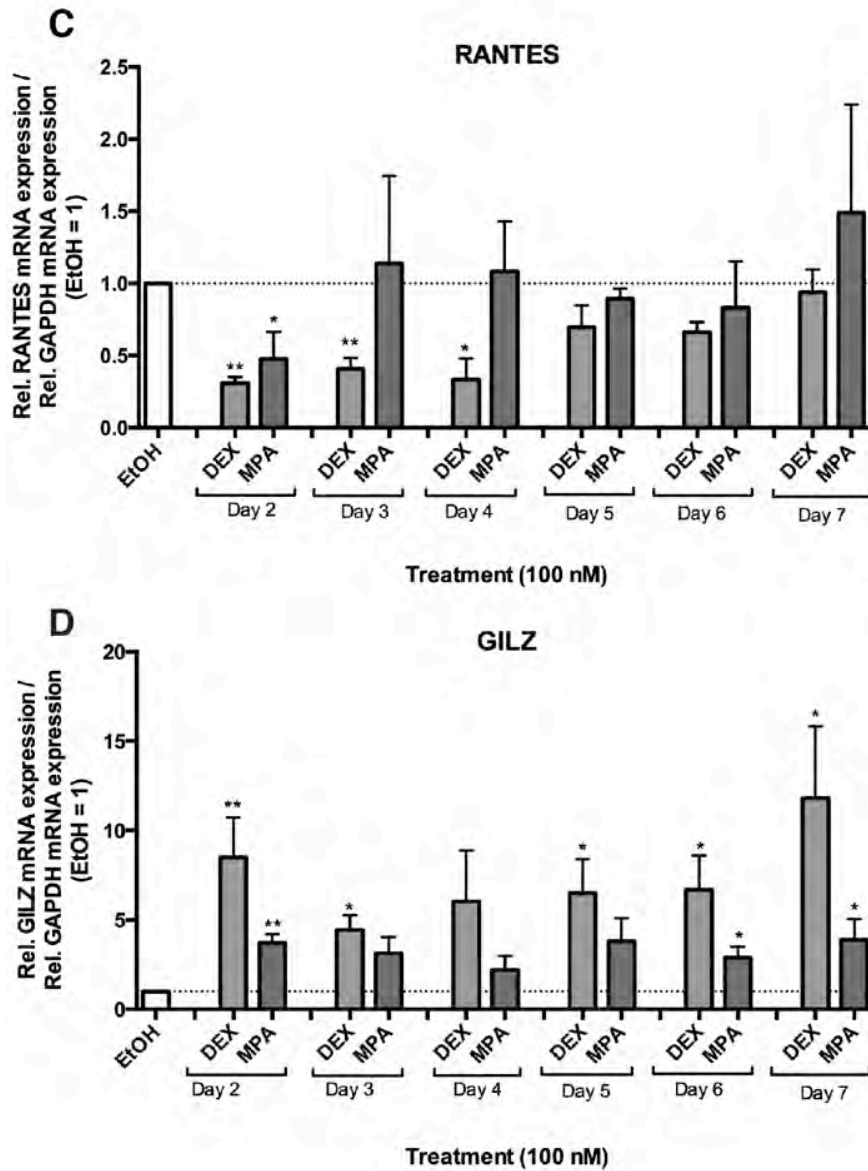 C
RANTES
Rel. RANTES mRNA expression /
Rel. GAPDH mRNA expression
(EtOH = 1)
2.5
2.0
1.5
1.0
0.5
0.0
** * ** *
EtOH DEX MPA DEX MPA DEX MPA DEX MPA DEX MPA DEX MPA
Day 2 Day 3 Day 4 Day 5 Day 6 Day 7
Treatment (100 nM)
D
GILZ
Rel. GILZ mRNA expression /
Rel. GAPDH mRNA expression
(EtOH = 1)
20
15
10
5
0
** ** * * * * * *
EtOH DEX MPA DEX MPA DEX MPA DEX MPA DEX MPA DEX MPA
Day 2 Day 3 Day 4 Day 5 Day 6 Day 7
Treatment (100 nM)